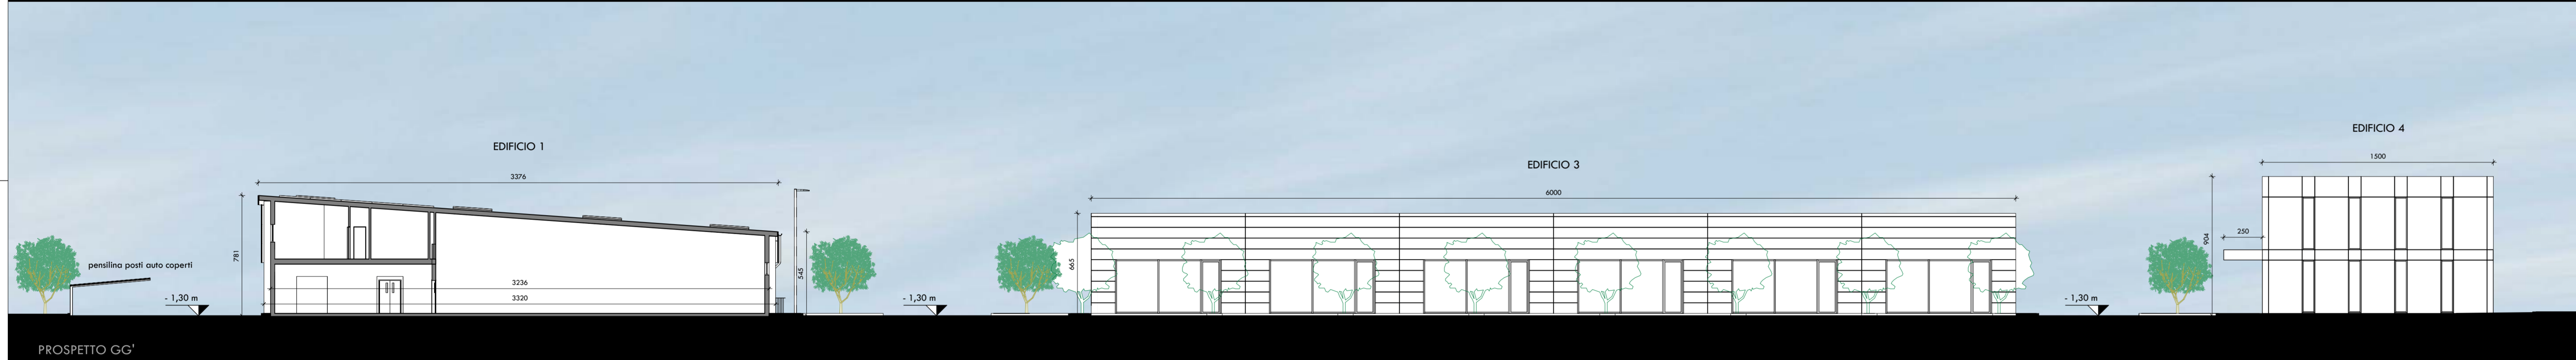 EDIFICIO 1
3376
781
545
3236
3320
pensilina posti auto coperti
- 1,30 m
- 1,30 m
EDIFICIO 3
6000
665
- 1,30 m
EDIFICIO 4
1500
250
904
PROSPETTO GG'